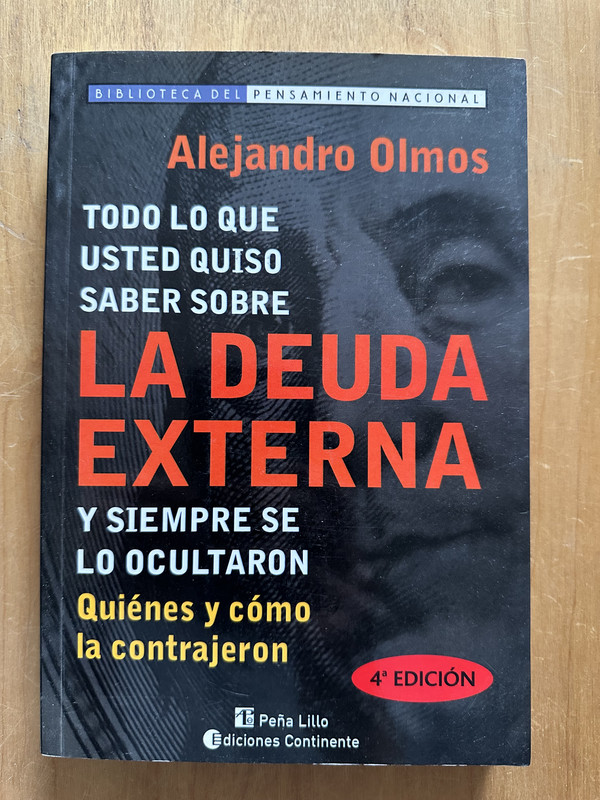 BIBLIOTECA DEL PENSAMIENTO NACIONAL
Alejandro Olmos
TODO LO QUE
USTED QUISO
SABER SOBRE
LA DEUDA
EXTERNA
Y SIEMPRE SE
LO OCULTARON
Quiénes y cómo
la contrajeron
4ª EDICIÓN
Peña Lillo
Ediciones Continente